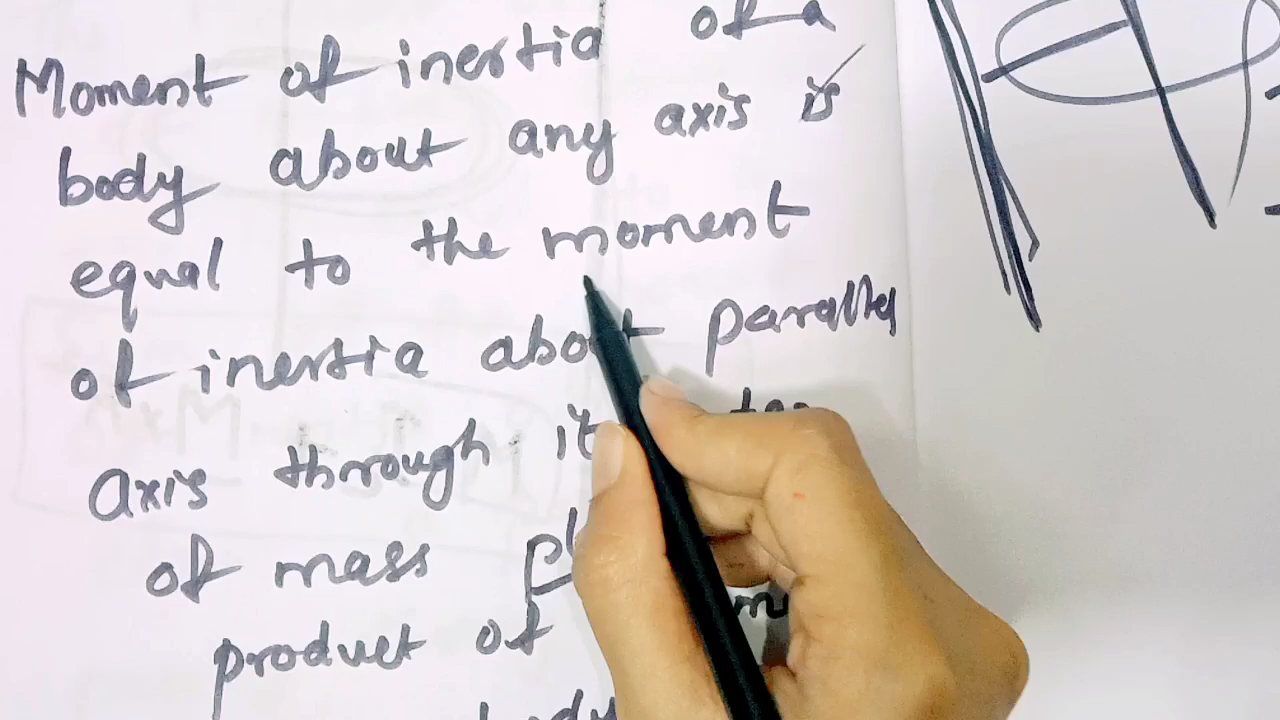 Moment of inertia of a
body about any axis is
equal to the moment
of inertia about parallel
axis through
of mass
product of
body